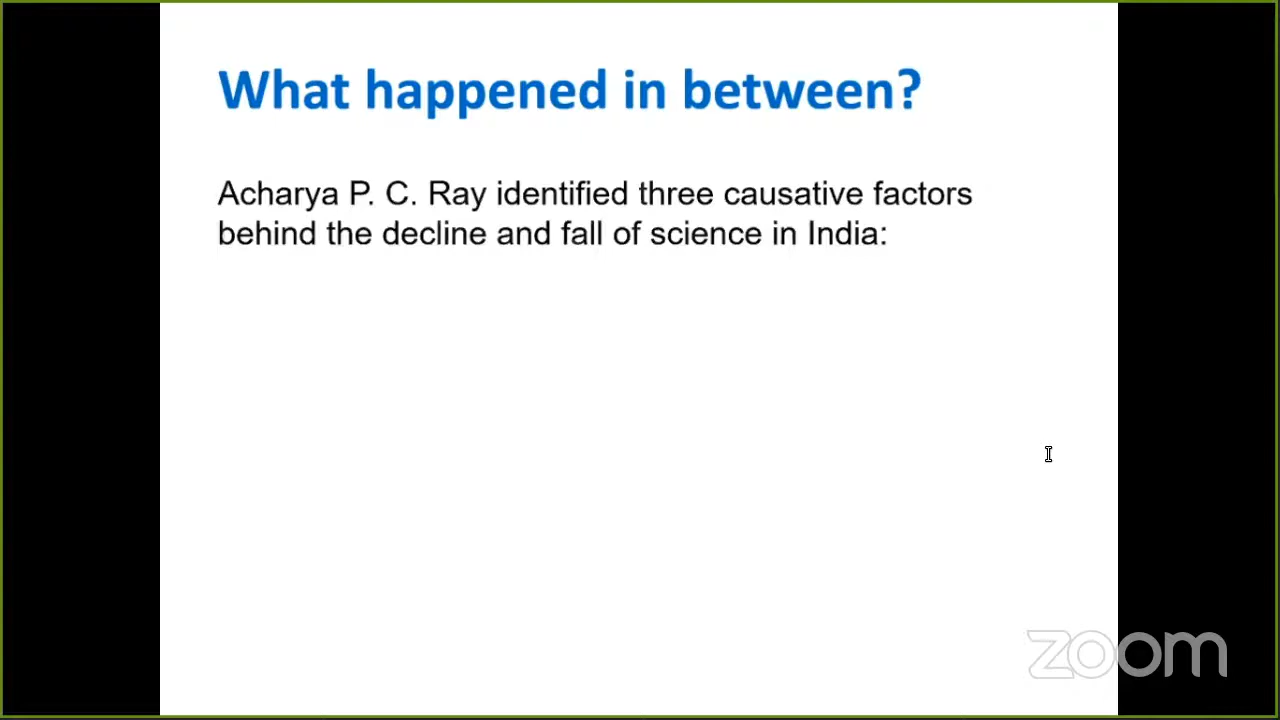 What happened in between?
Acharya P. C. Ray identified three causative factors
behind the decline and fall of science in India:
zoom